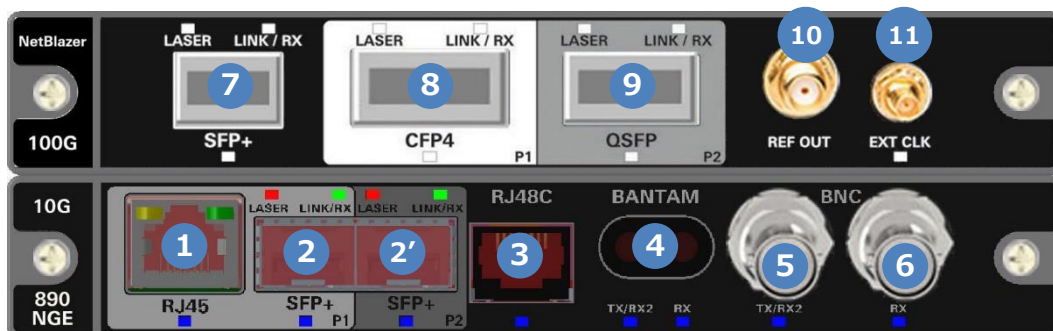 NetBlazer
100G
LASER LINK / RX
7
SFP+
LASER LINK / RX
8
CFP4
P1
LASER LINK / RX
9
QSFP
P2
10
REF OUT
11
EXT CLK
10G
890
NGE
1
RJ45
LASER LINK/RX
2
SFP+
P1
LASER LINK/RX
2′
SFP+
P2
RJ48C
3
BANTAM
4
TX/RX2 RX
BNC
5
TX/RX2
6
RX